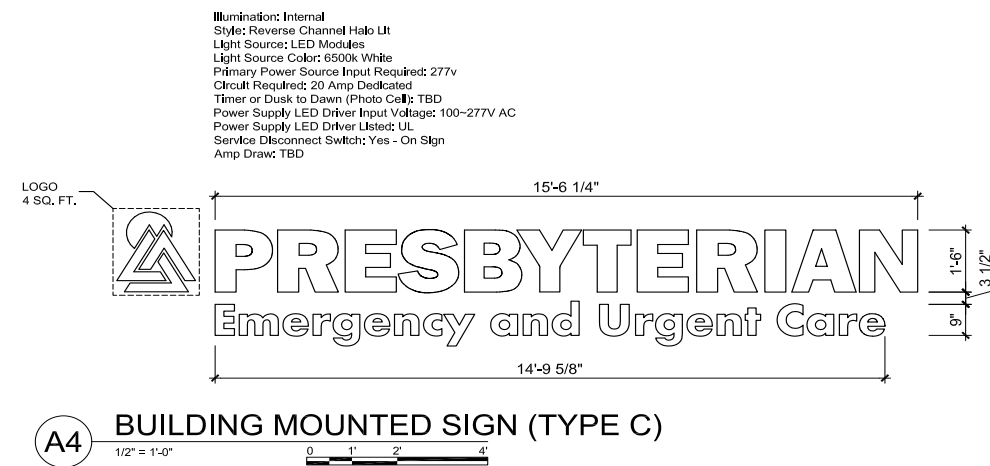 Illumination: Internal
Style: Reverse Channel Halo Lit
Light Source: LED Modules
Light Source Color: 6500k White
Primary Power Source Input Required: 277v
Circuit Required: 20 Amp Dedicated
Timer or Dusk to Dawn (Photo Cell): TBD
Power Supply LED Driver Input Voltage: 100~277V AC
Power Supply LED Driver Listed: UL
Service Disconnect Switch: Yes - On Sign
Amp Draw: TBD
LOGO
4 SQ. FT.
15'-6 1/4"
PRESBYTERIAN
1'-6"
3 1/2"
Emergency and Urgent Care
9"
14'-9 5/8"
A4
BUILDING MOUNTED SIGN (TYPE C)
1/2" = 1'-0"
0 1' 2' 4'